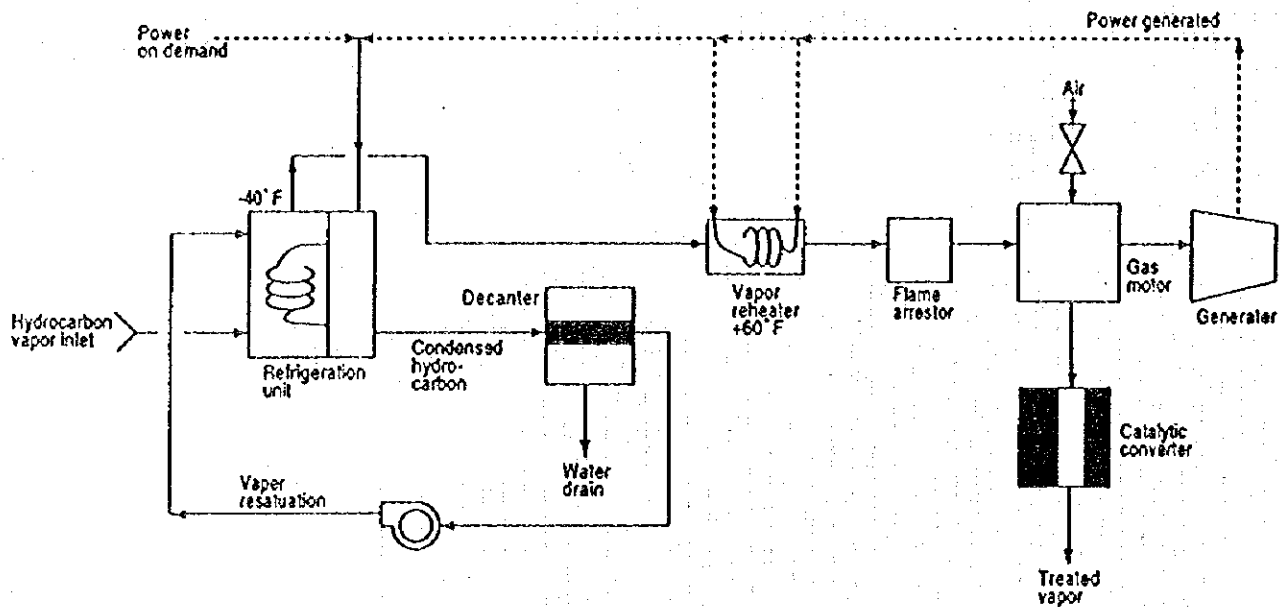 Power
on demand
Power generated
Air
-40°F
Hydrocarbon
vapor inlet
Refrigeration
unit
Decanter
Condensed
hydro-
carbon
Water
drain
Vaper
resatuation
Vapor
reheater
+60°F
Flame
arrestor
Gas
motor
Generater
Catalytic
converter
Treated
vapor